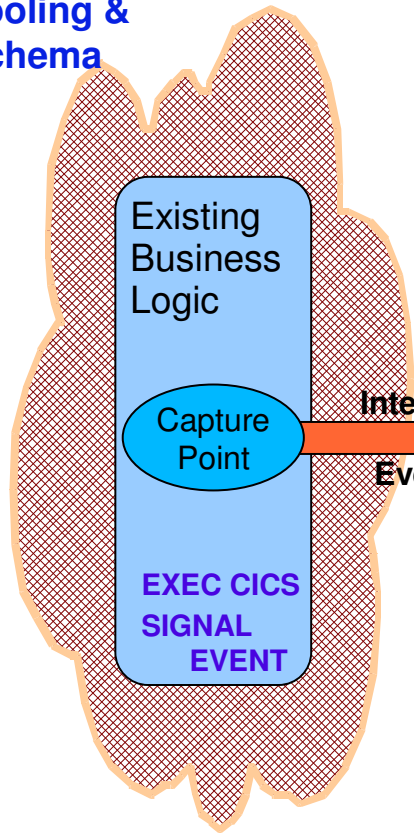 &
Existing
Business
Logic
Capture
Point
EXEC CICS
SIGNAL
EVENT